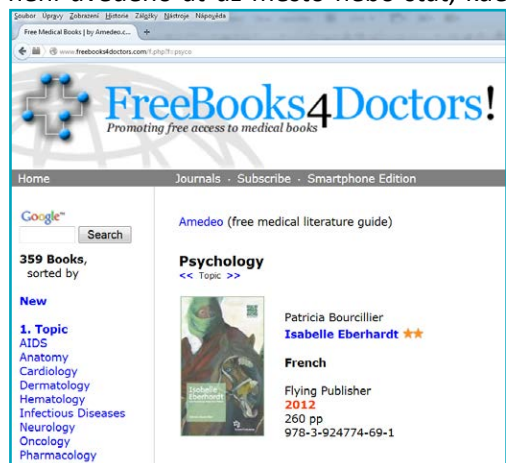 Soubor Úpravy Zobrazení Historie Záložky Nástroje Nápověda
Free Medical Books | by Amedeo.c... +
www.freebooks4doctors.com/f.php?f=psyco
FreeBooks4Doctors!
Promoting free access to medical books
Home Journals · Subscribe · Smartphone Edition
Google™
Search
359 Books,
sorted by
New
1. Topic
AIDS
Anatomy
Cardiology
Dermatology
Hematology
Infectious Diseases
Neurology
Oncology
Pharmacology
Amedeo (free medical literature guide)
Psychology
<< Topic >>
Isabelle
Eberhardt
Patricia Bourcillier
Isabelle Eberhardt
French
Flying Publisher
2012
260 pp
978-3-924774-69-1